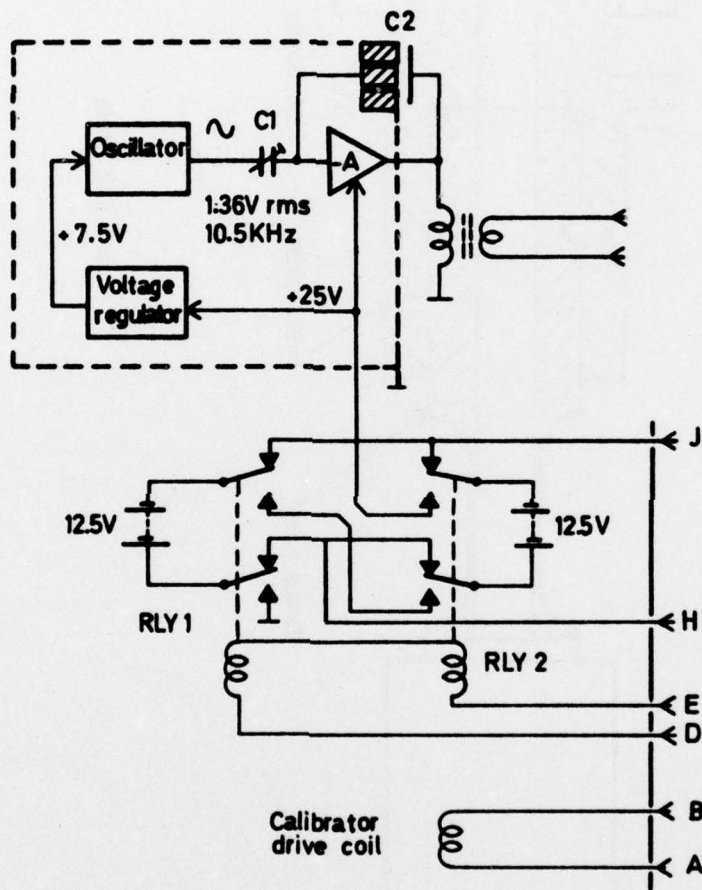 C2
C1
Oscillator
-A
1.36V rms
10.5KHz
+7.5V
Voltage
regulator
+25V
J
12.5V
12.5V
RLY 1
H
RLY 2
E
D
Calibrator
drive coil
B
A